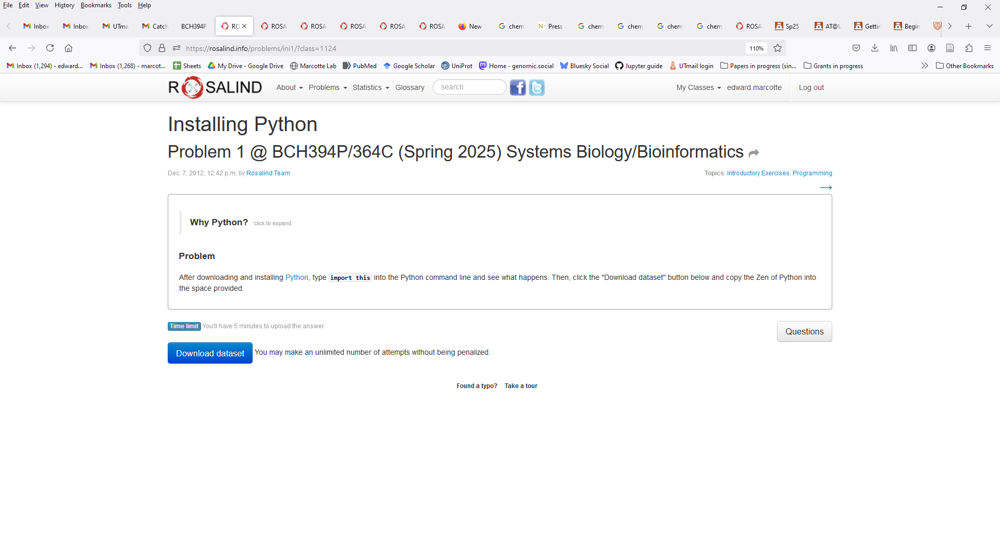 File Edit View History Bookmarks Tools Help
Inbox Inbox UTma Catch BCH394P RO ROSA ROSA ROSA ROSA ROSA New chem Press chem chem chem chem ROSA Sp25 AT@U Gettin Begin
https://rosalind.info/problems/ini1/?class=1124 110%
Inbox (1,294) - edward... Inbox (1,268) - marcot... Sheets My Drive - Google Drive Marcotte Lab PubMed Google Scholar UniProt Home - genomic.social Bluesky Social Jupyter guide UTmail login Papers in progress (sin... Grants in progress Other Bookmarks
ROSALIND About Problems Statistics Glossary search My Classes edward.marcotte Log out
Installing Python
Problem 1 @ BCH394P/364C (Spring 2025) Systems Biology/Bioinformatics
Dec. 7, 2012, 12:42 p.m. by Rosalind Team Topics: Introductory Exercises, Programming
→
Why Python? click to expand
Problem
After downloading and installing Python, type import this into the Python command line and see what happens. Then, click the "Download dataset" button below and copy the Zen of Python into
the space provided.
Time limit You'll have 5 minutes to upload the answer.
Questions
Download dataset You may make an unlimited number of attempts without being penalized.
Found a typo? Take a tour